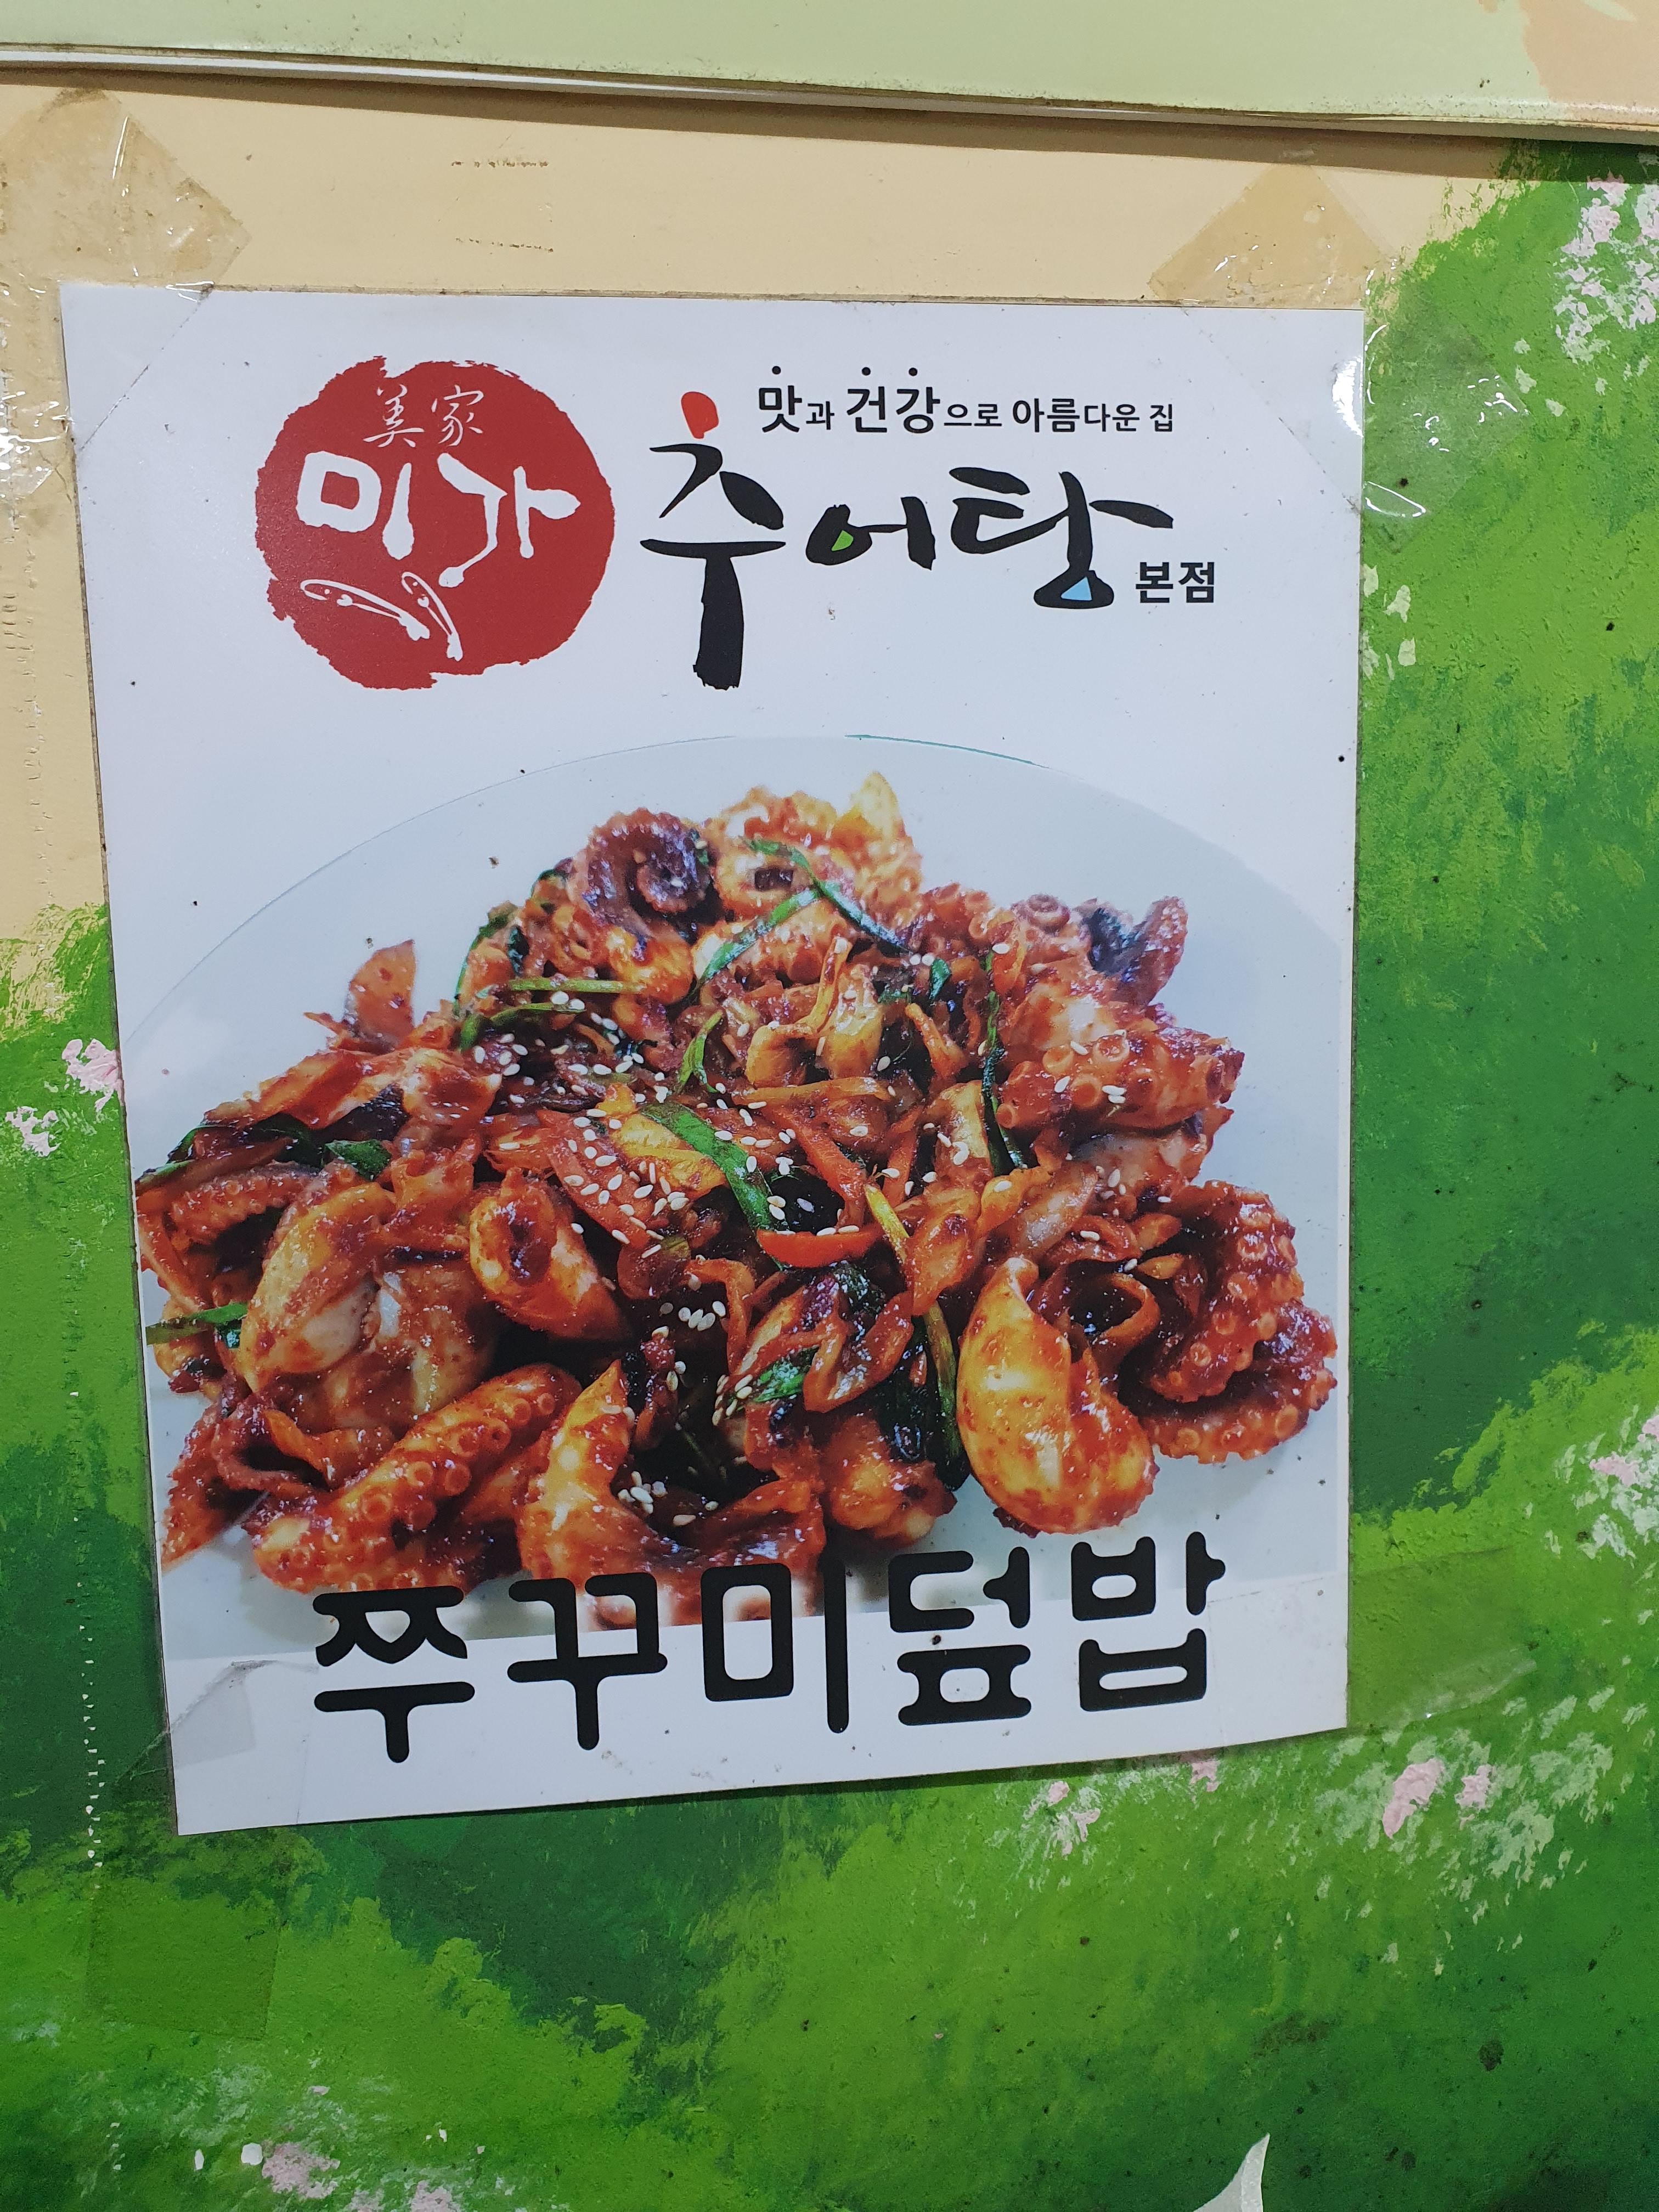 美家
미가
맛과 건강으로 아름다운 집
추어탕
본점
쭈꾸미덮밥